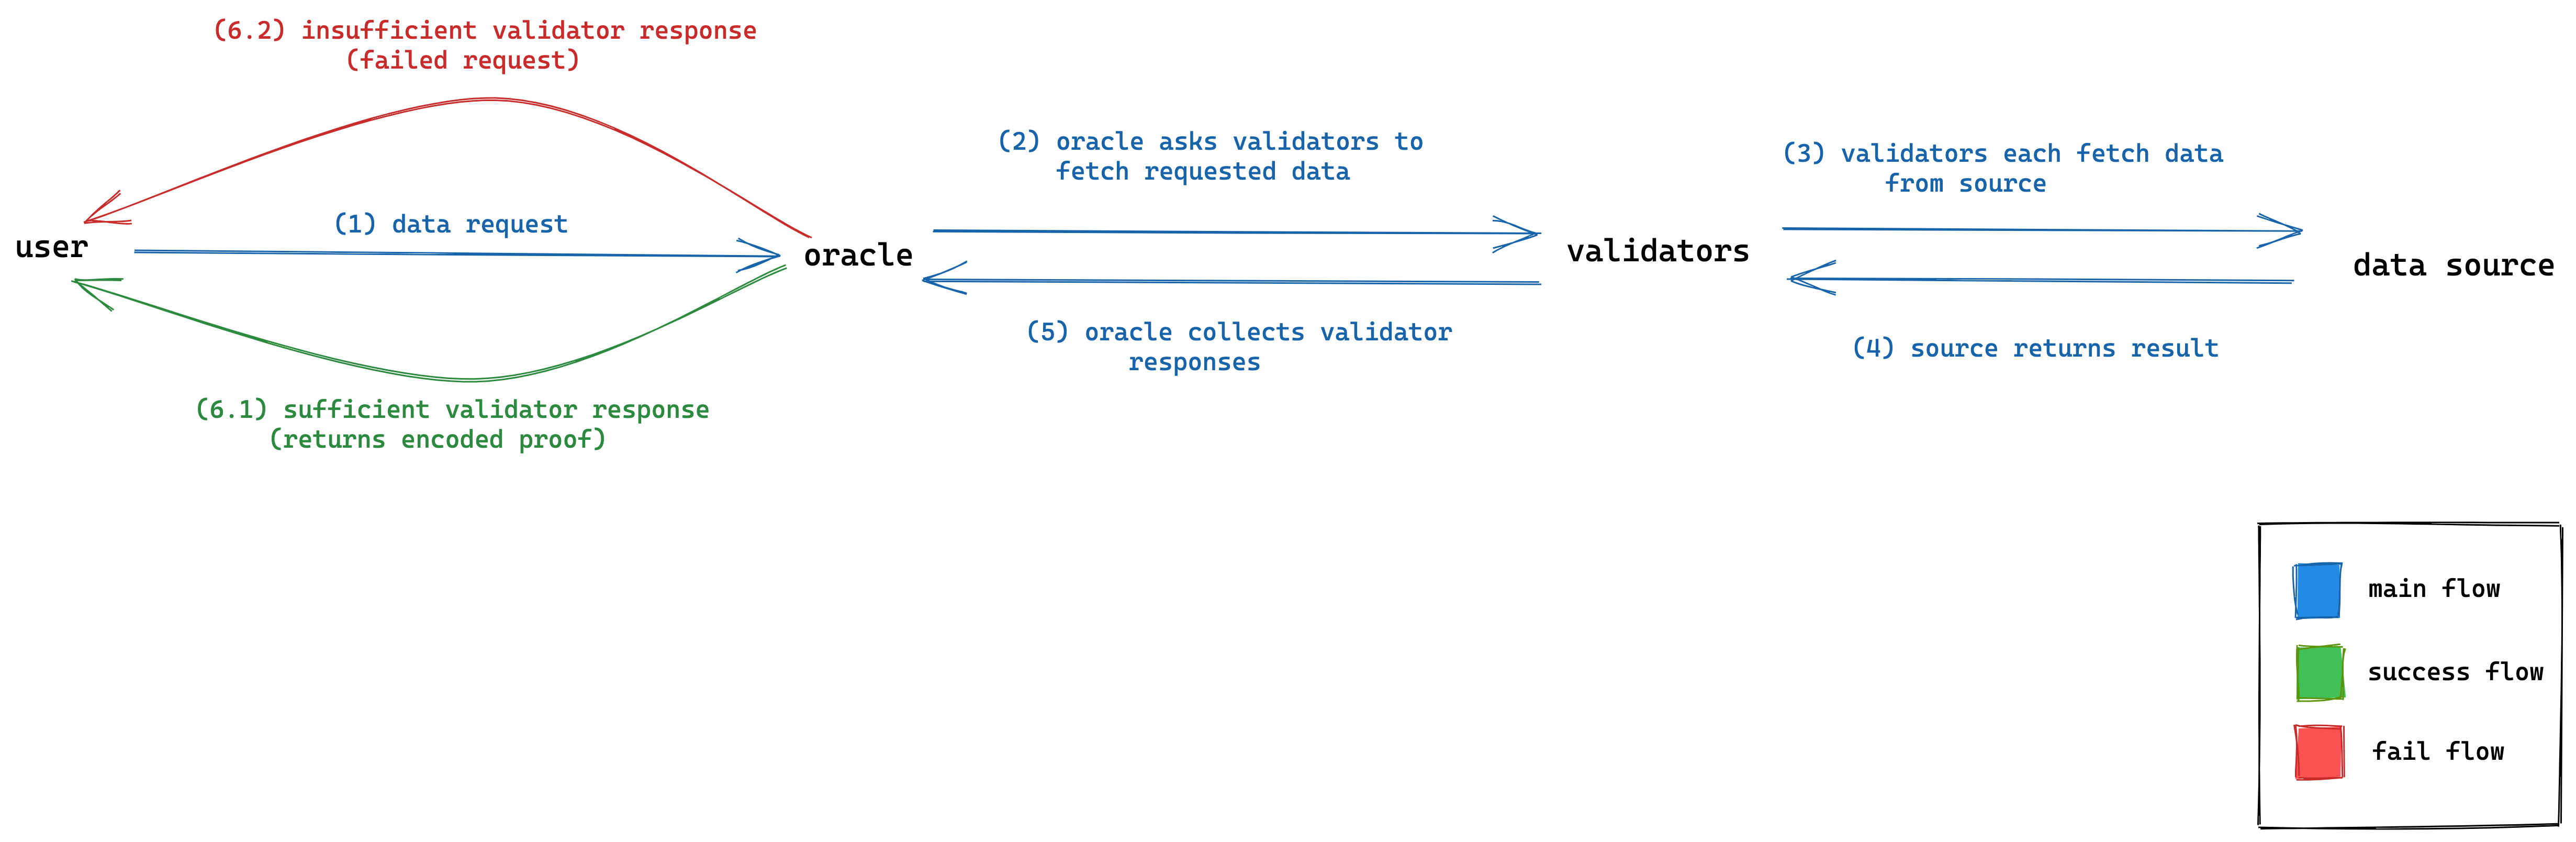 (6.2) insufficient validator response
(failed request)
(1) data request
user
oracle
(6.1) sufficient validator response
(returns encoded proof)
(2) oracle asks validators to
fetch requested data
validators
(5) oracle collects validator
responses
(3) validators each fetch data
from source
data source
(4) source returns result
main flow
success flow
fail flow